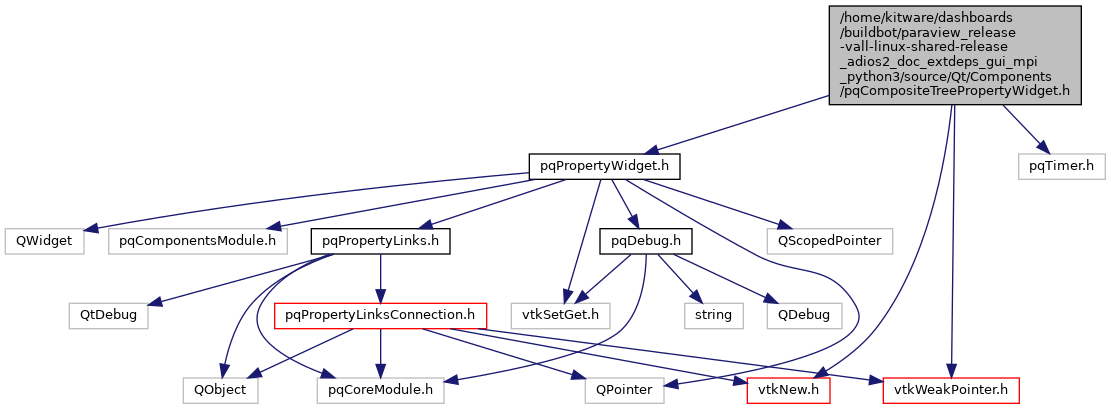 /home/kitware/dashboards
/buildbot/paraview_release
-vall-linux-shared-release
_adios2_doc_extdeps_gui_mpi
_python3/source/Qt/Components
/pqCompositeTreePropertyWidget.h
pqPropertyWidget.h
pqTimer.h
QWidget
pqComponentsModule.h
pqPropertyLinks.h
pqDebug.h
QScopedPointer
QtDebug
pqPropertyLinksConnection.h
vtkSetGet.h
string
QDebug
QObject
pqCoreModule.h
QPointer
vtkNew.h
vtkWeakPointer.h